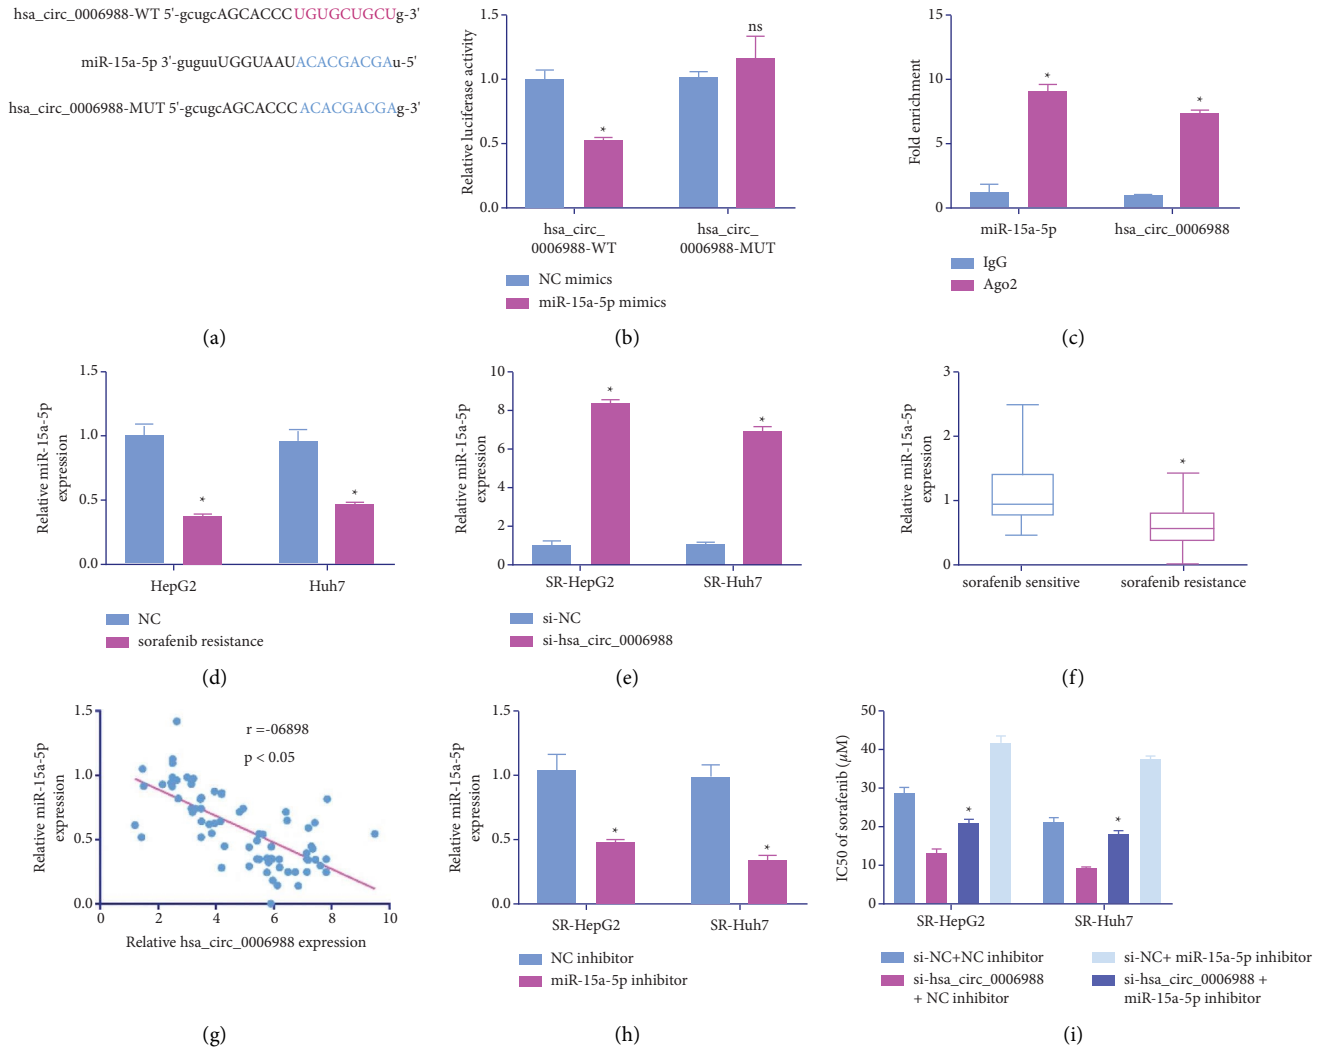 hsa_circ_0006988-WT 5'-gcugcAGCACCCUGUGCUGCUg-3'
miR-15a-5p 3'-guguuUGGUAAUACACGACGAu-5'
hsa_circ_0006988-MUT 5'-gcugcAGCACCC ACACGACGAg-3'
(a)
Relative luciferase activity
1.5
1.0
0.5
0.0
*
ns
hsa_circ_
0006988-WT
hsa_circ_
0006988-MUT
NC mimics
miR-15a-5p mimics
(b)
Fold enrichment
15
10
5
0
*
*
miR-15a-5p
hsa_circ_0006988
IgG
Ago2
(c)
Relative miR-15a-5p
expression
1.5
1.0
0.5
0.0
*
*
HepG2
Huh7
NC
sorafenib resistance
(d)
Relative miR-15a-5p
expression
10
8
6
4
2
0
*
*
SR-HepG2
SR-Huh7
si-NC
si-hsa_circ_0006988
(e)
Relative miR-15a-5p
expression
3
2
1
0
*
sorafenib sensitive
sorafenib resistance
(f)
Relative miR-15a-5p
expression
1.5
1.0
0.5
0.0
r =-06898
p < 0.05
0 2 4 6 8 10
Relative hsa_circ_0006988 expression
(g)
Relative miR-15a-5p
expression
1.5
1.0
0.5
0.0
*
*
SR-HepG2
SR-Huh7
NC inhibitor
miR-15a-5p inhibitor
(h)
IC50 of sorafenib (μM)
50
40
30
20
10
0
*
*
SR-HepG2
SR-Huh7
si-NC+NC inhibitor
si-hsa_circ_0006988
+ NC inhibitor
si-NC+ miR-15a-5p inhibitor
si-hsa_circ_0006988 +
miR-15a-5p inhibitor
(i)